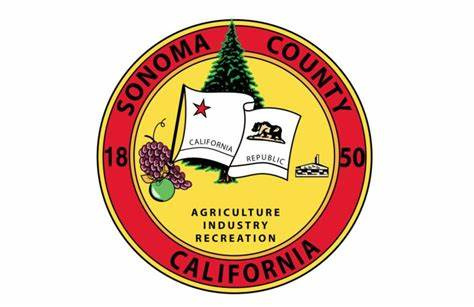 SONOMA COUNTY
18 50
CALIFORNIA
REPUBLIC
AGRICULTURE
INDUSTRY
RECREATION
CALIFORNIA